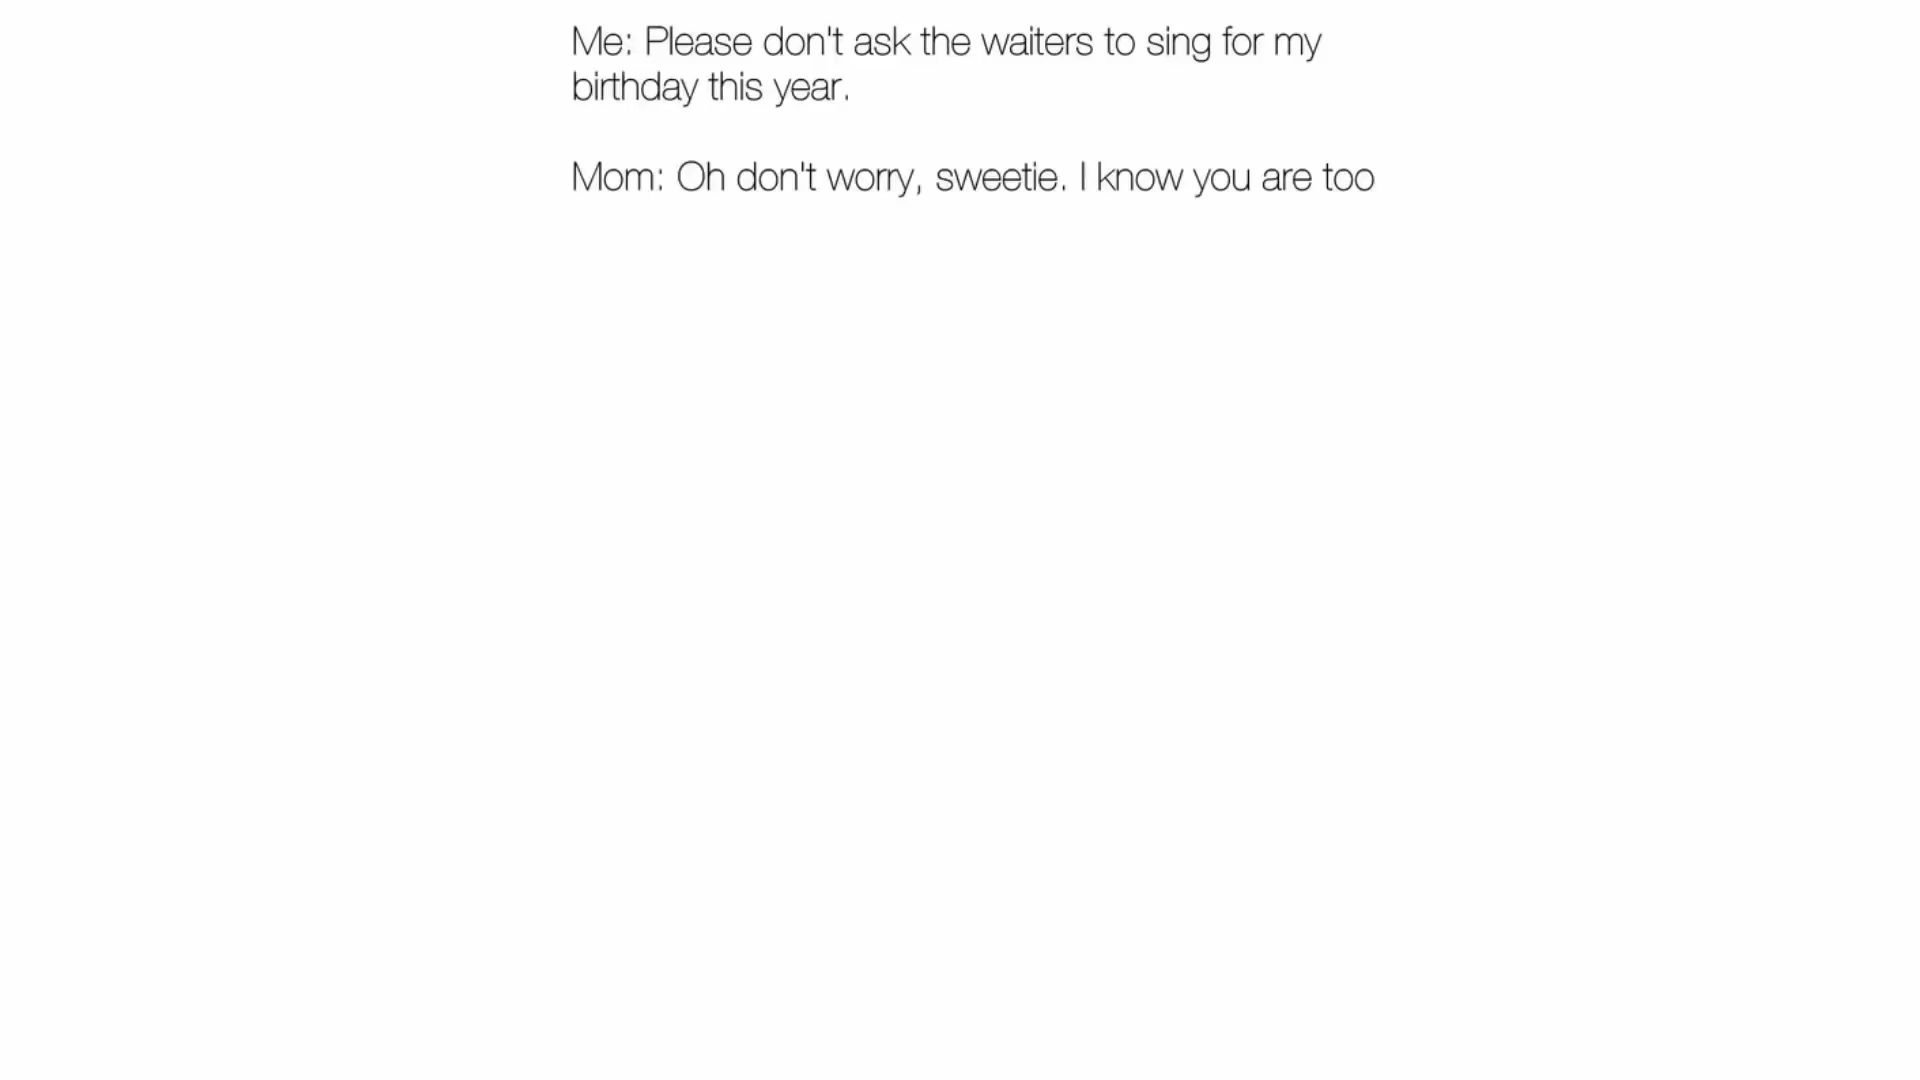 Me: Please don't ask the waiters to sing for my
birthday this year.
Mom: Oh don't worry, sweetie. I know you are too